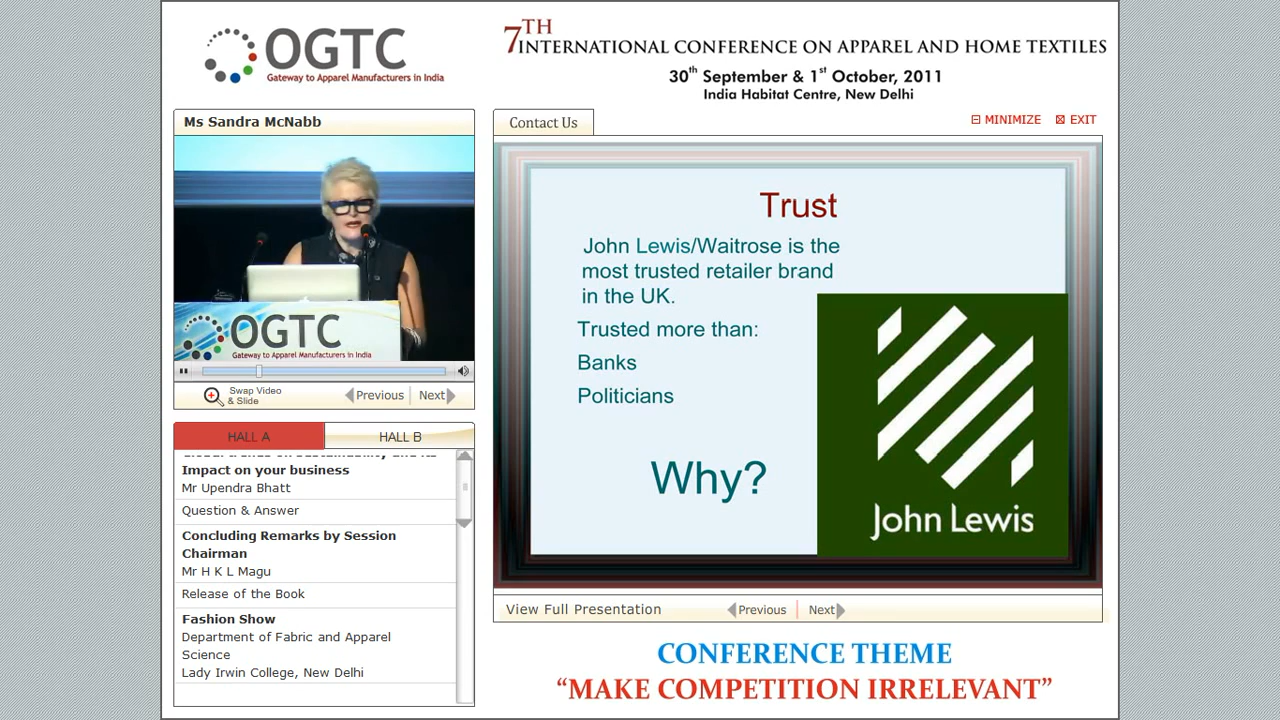 OGTC
Gateway to Apparel Manufacturers in India
7TH INTERNATIONAL CONFERENCE ON APPAREL AND HOME TEXTILES
30th September & 1st October, 2011
India Habitat Centre, New Delhi
Ms Sandra McNabb
OGTC
Gateway to Apparel Manufacturers in India
Swap Video
& Slide
Previous
Next
HALL A
HALL B
Impact on your business
Mr Upendra Bhatt
Question & Answer
Concluding Remarks by Session
Chairman
Mr H K L Magu
Release of the Book
Fashion Show
Department of Fabric and Apparel
Science
Lady Irwin College, New Delhi
Contact Us
MINIMIZE
EXIT
Trust
John Lewis/Waitrose is the
most trusted retailer brand
in the UK.
Trusted more than:
Banks
Politicians
Why?
John Lewis
View Full Presentation
Previous
Next
CONFERENCE THEME
“MAKE COMPETITION IRRELEVANT”